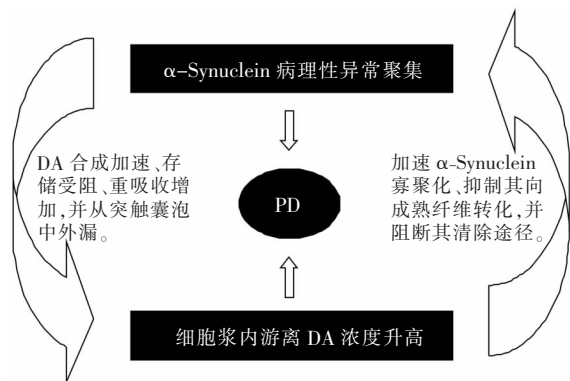 α-Synuclein 病理性异常聚集
DA 合成加速、存
储受阻、重吸收增
加,并从突触囊泡
中外漏。
PD
加速 α-Synuclein
寡聚化、抑制其向
成熟纤维转化,并
阻断其清除途径。
细胞浆内游离 DA 浓度升高